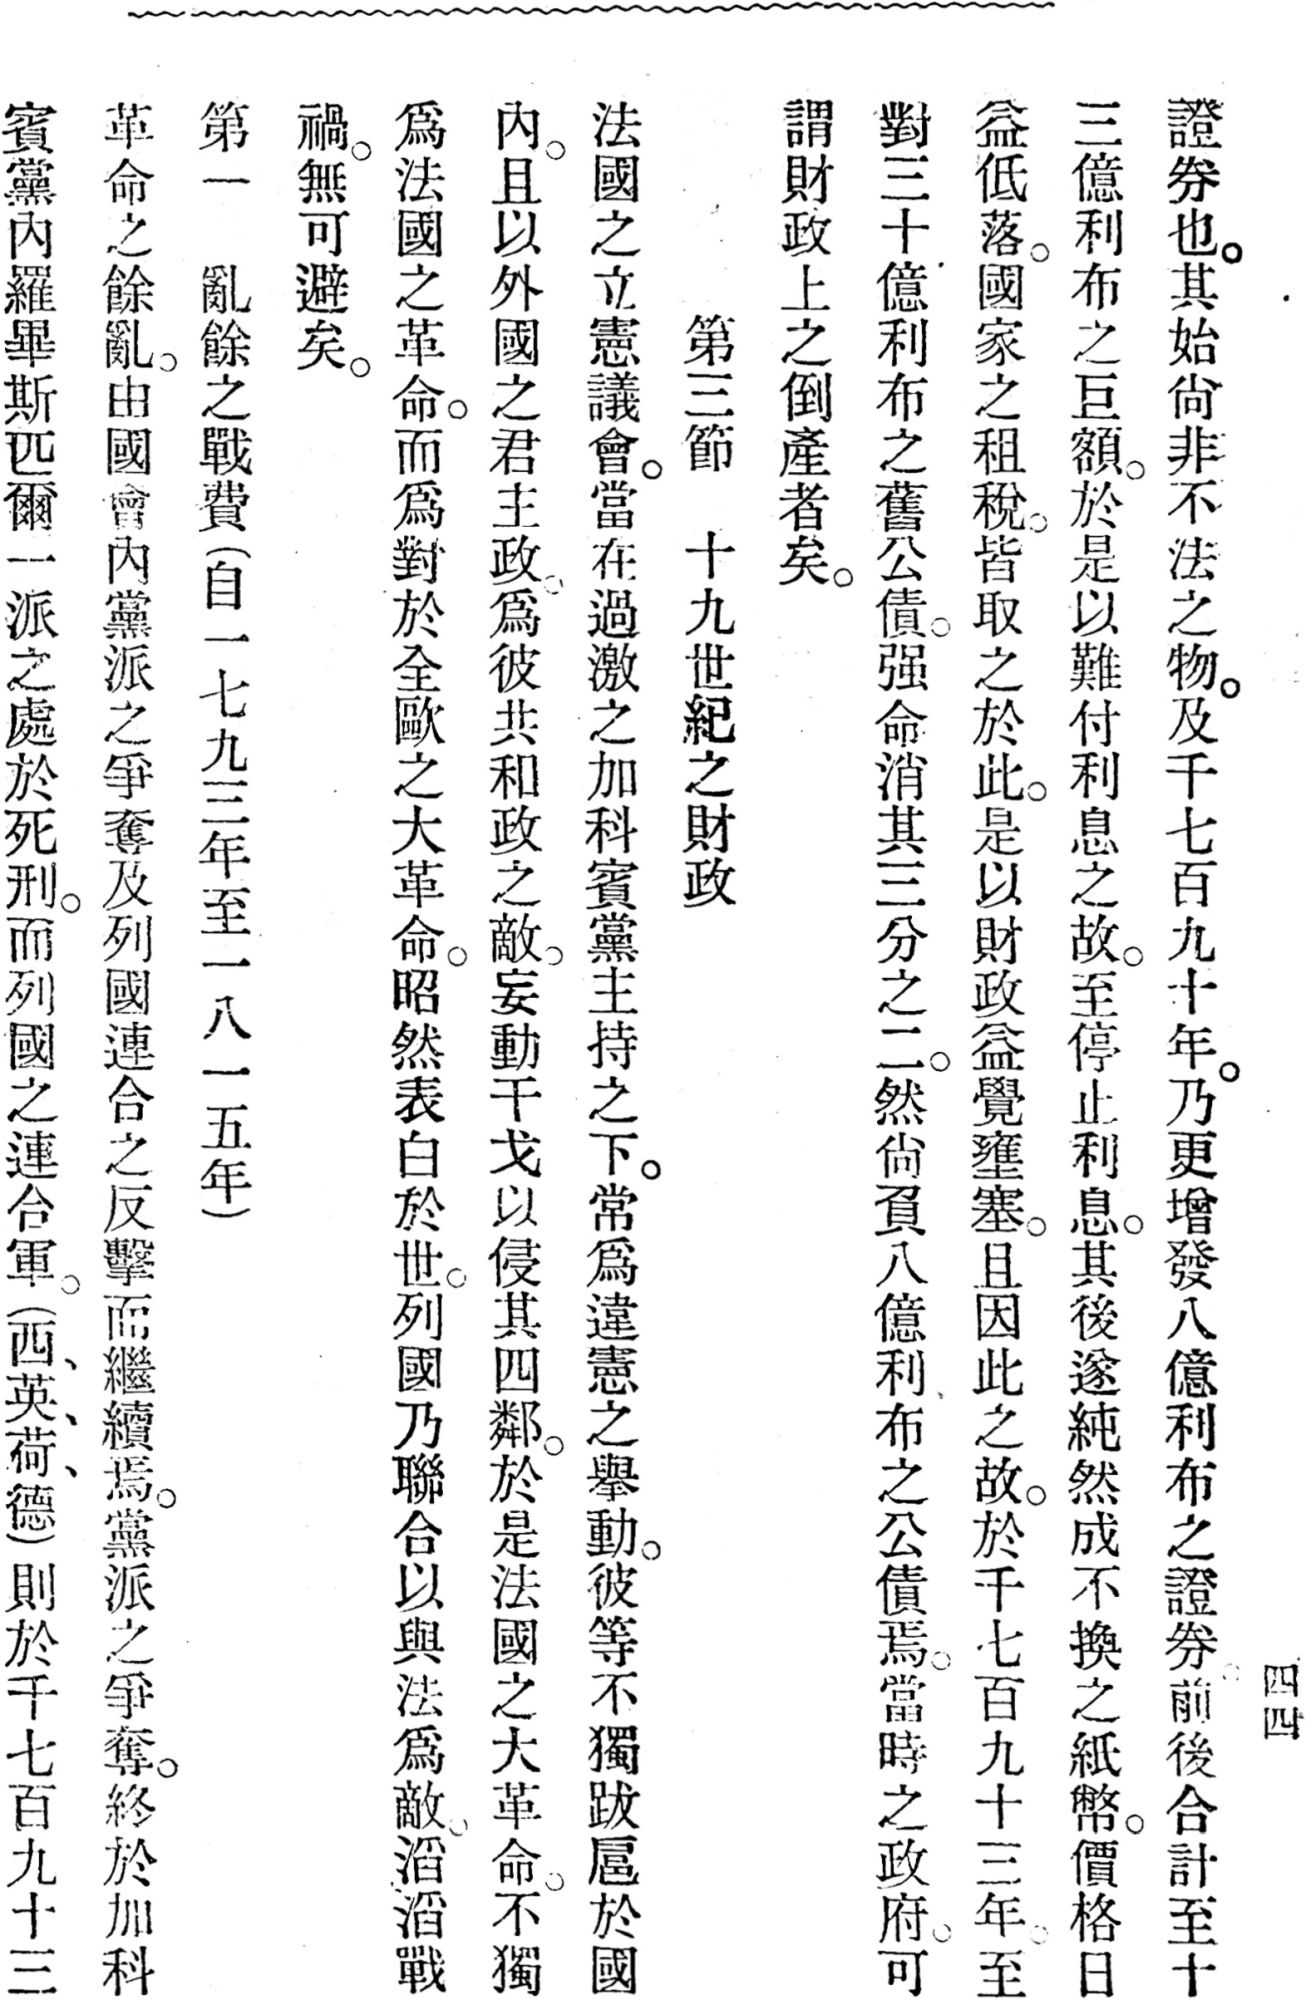 四四
證券也。其始尙非不法之物。及千七百九十年。乃更增發八億利布之證券。前後合計至十
三億利布之巨額。於是以難付利息之故。至停止利息。其後遂純然成不換之紙幣。價格日
益低落。國家之租稅。皆取之於此。是以財政益覺壅塞。且因此之故。於千七百九十三年。至
對三十億利布之舊公債。强命消其三分之二。然尙負八億利布之公債焉。當時之政府。可
謂財政上之倒產者矣。
第三節　十九世紀之財政
法國之立憲議會。當在過激之加科賓黨主持之下。常爲違憲之舉動。彼等不獨跋扈於國
內。且以外國之君主政。爲彼共和政之敵。妄動干戈以侵其四鄰。於是法國之大革命。不獨
爲法國之革命。而爲對於全歐之大革命。昭然表白於世。列國乃聯合以與法爲敵。滔滔戰
禍。無可避矣。
第一　亂餘之戰費(自一七九三年至一八一五年)
革命之餘亂。由國會內黨派之爭奪及列國連合之反擊而繼續焉。黨派之爭奪。終於加科
賓黨內羅畢斯匹爾一派之處於死刑。而列國之連合軍。(西、英、荷、德)則於千七百九十三